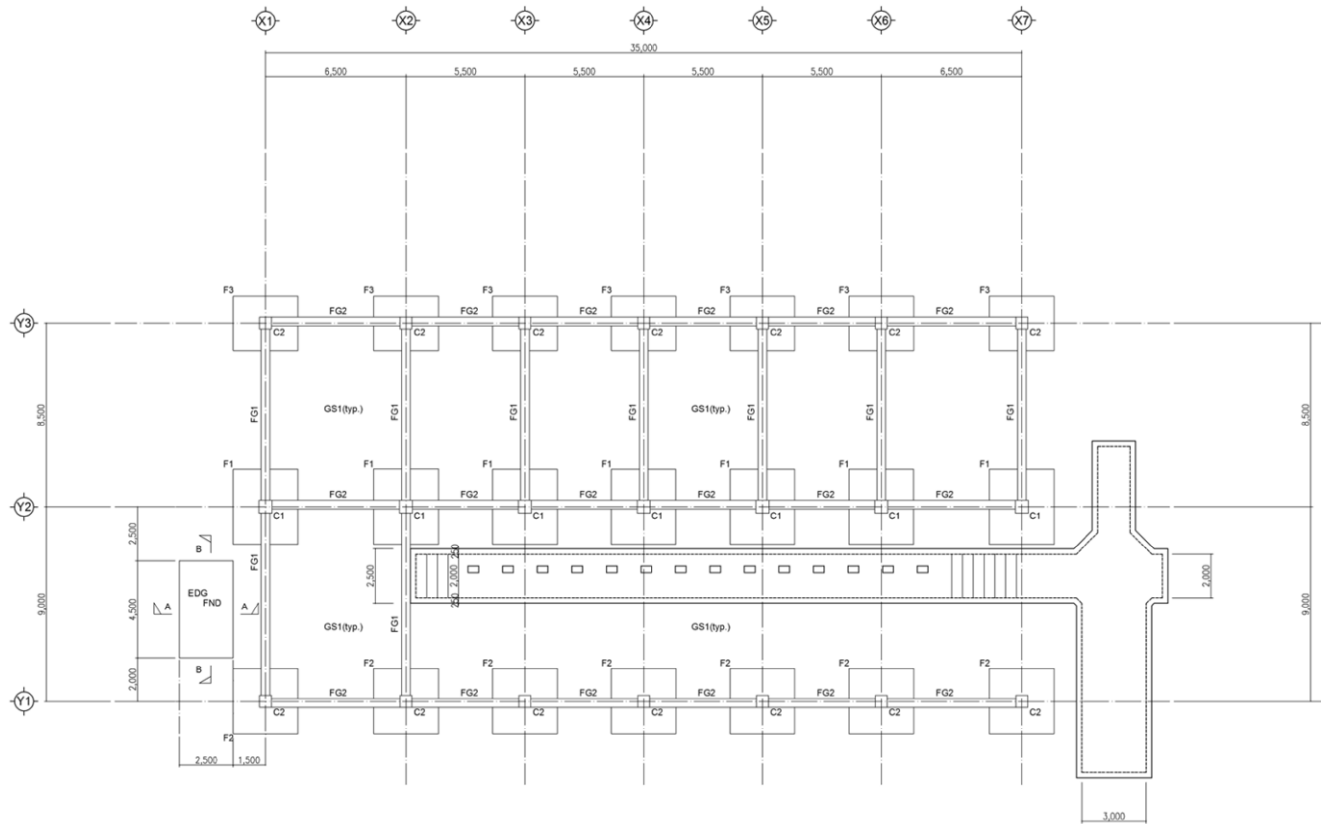 X1 X2 X3 X4 X5 X6 X7
35,000
6,500 5,500 5,500 5,500 5,500 6,500
F3 F3 F3 F3 F3 F3 F3
FG2 FG2 FG2 FG2 FG2 FG2
Y3 Y3
C2 C2 C2 C2 C2 C2 C2
8,500 FG1 GS1(typ.) FG1 FG1 FG1 GS1(typ.) FG1 FG1 FG1 8,500
F1 F1 F1 F1 F1 F1 F1
FG2 FG2 FG2 FG2 FG2 FG2
Y2
C1 C1 C1 C1 C1 C1 C1
2,500 B FG1 250
2,500 2,000 2,000
9,000 4,500 EDG 250 9,000
FND
A A
FG1 GS1(typ.) GS1(typ.)
2,000 B F2 F2 F2 F2 F2 F2
FG2 FG2 FG2 FG2 FG2 FG2
Y1
C2 C2 C2 C2 C2 C2 C2
F2
2,500 1,500
3,000